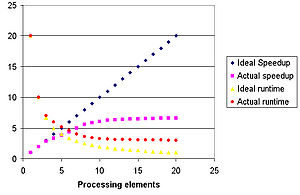 25
20
15
10
5
0
0 5 10 15 20 25
Processing elements
Ideal Speedup
Actual speedup
Ideal runtime
Actual runtime